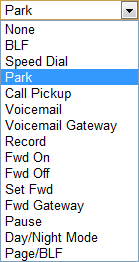 Park
None
BLF
Speed Dial
Park
Call Pickup
Voicemail
Voicemail Gateway
Record
Fwd On
Fwd Off
Set Fwd
Fwd Gateway
Pause
Day/Night Mode
Page/BLF